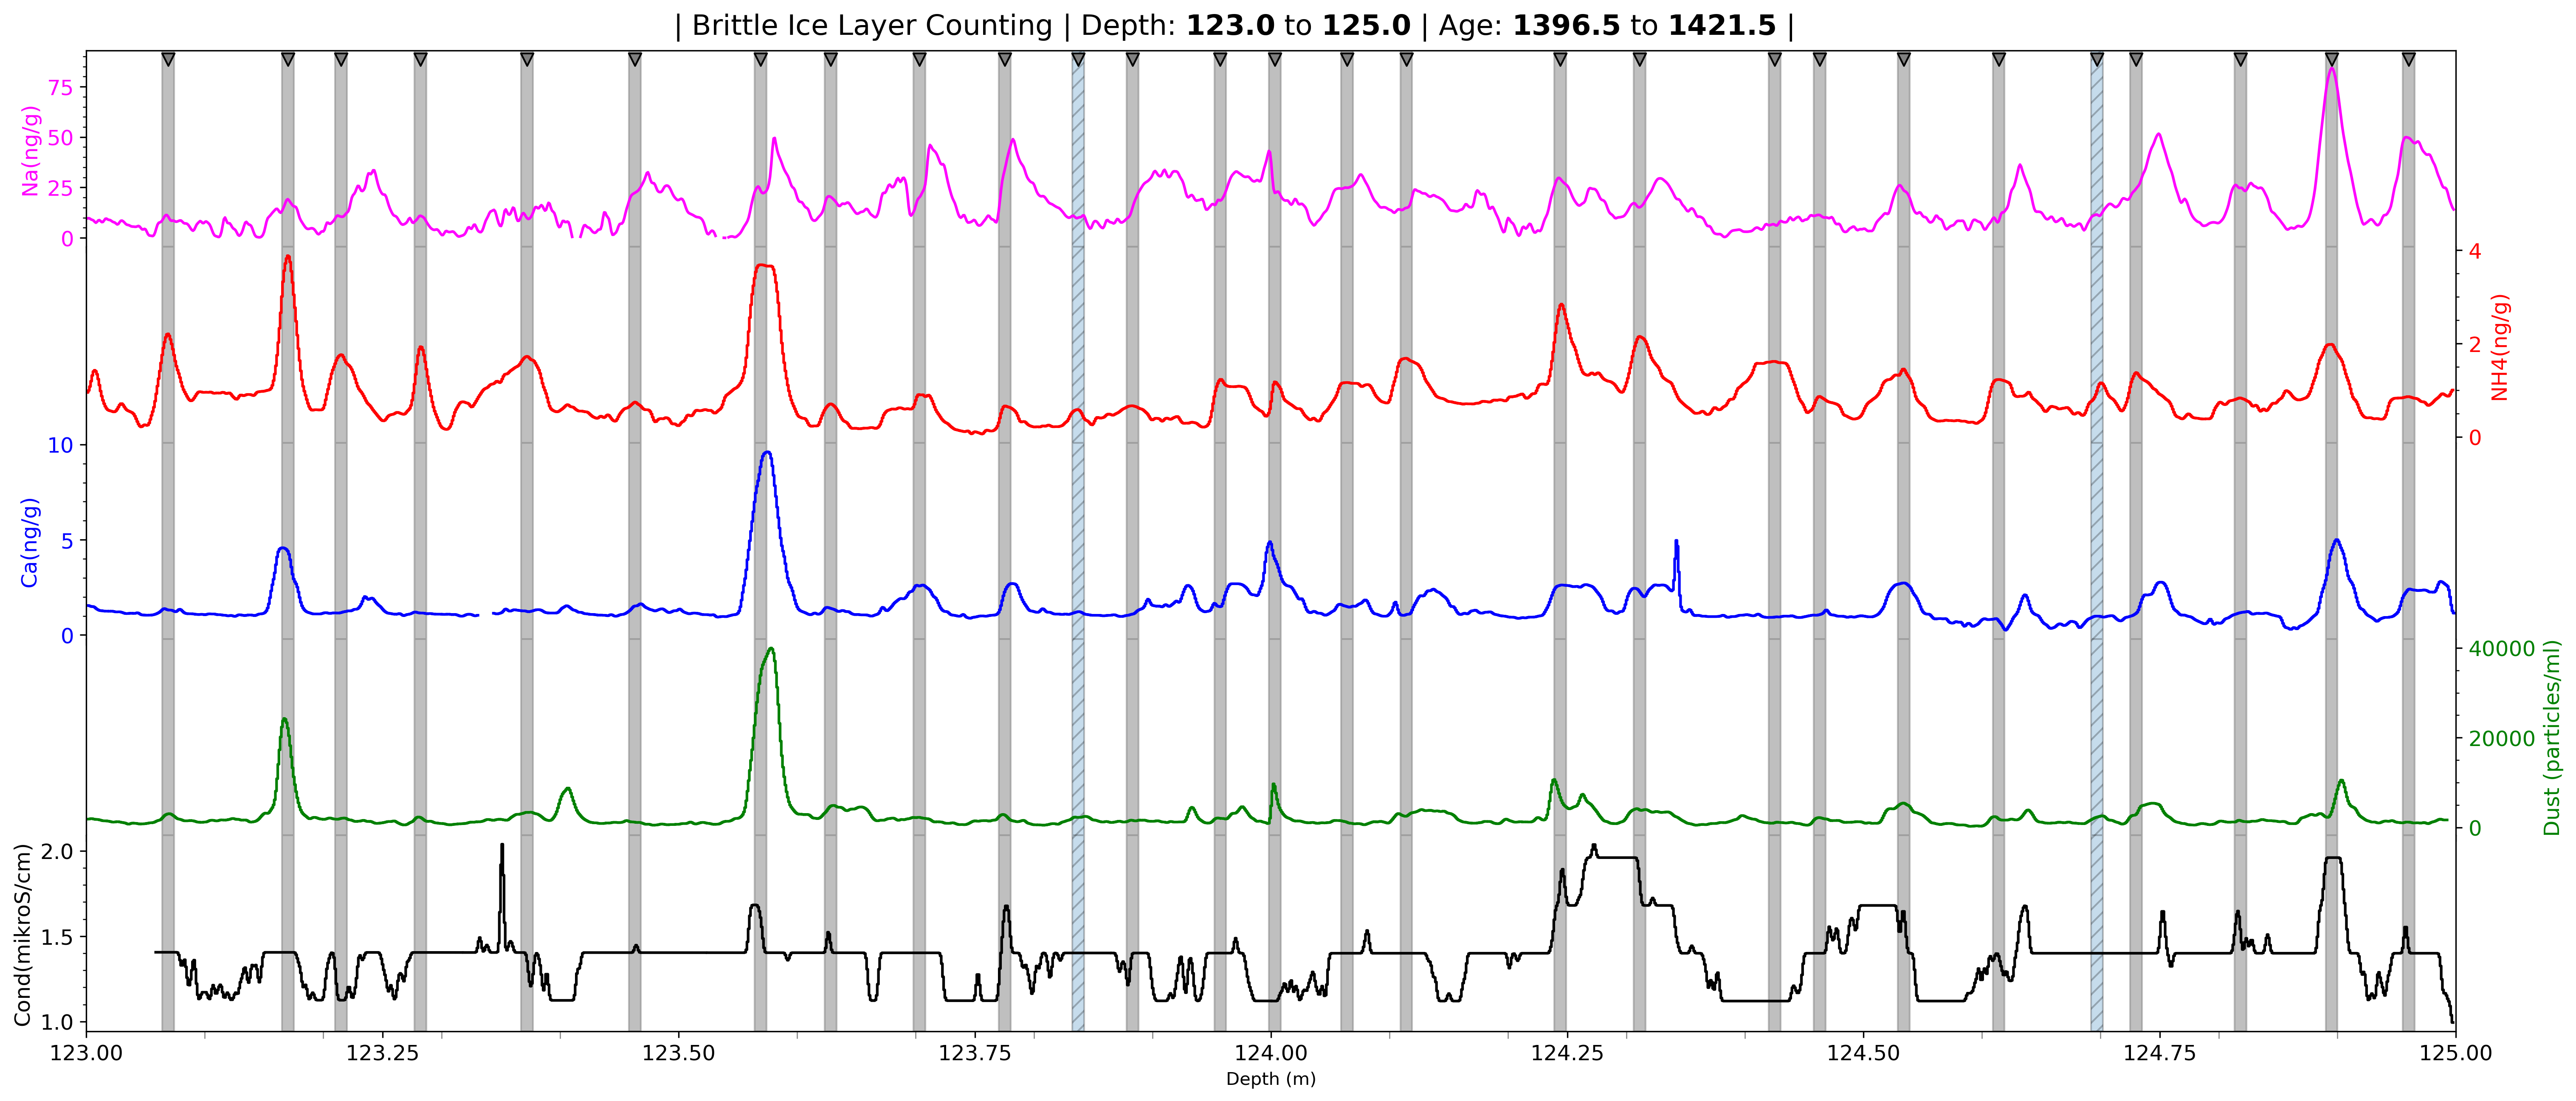 | Brittle Ice Layer Counting | Depth: 123.0 to 125.0 | Age: 1396.5 to 1421.5 |
75
50
25
0
Na(ng/g)
4
2
0
NH4(ng/g)
10
5
0
Ca(ng/g)
40000
20000
0
Dust (particles/ml)
2.0
1.5
1.0
Cond(mikroS/cm)
123.00 123.25 123.50 123.75 124.00 124.25 124.50 124.75 125.00
Depth (m)